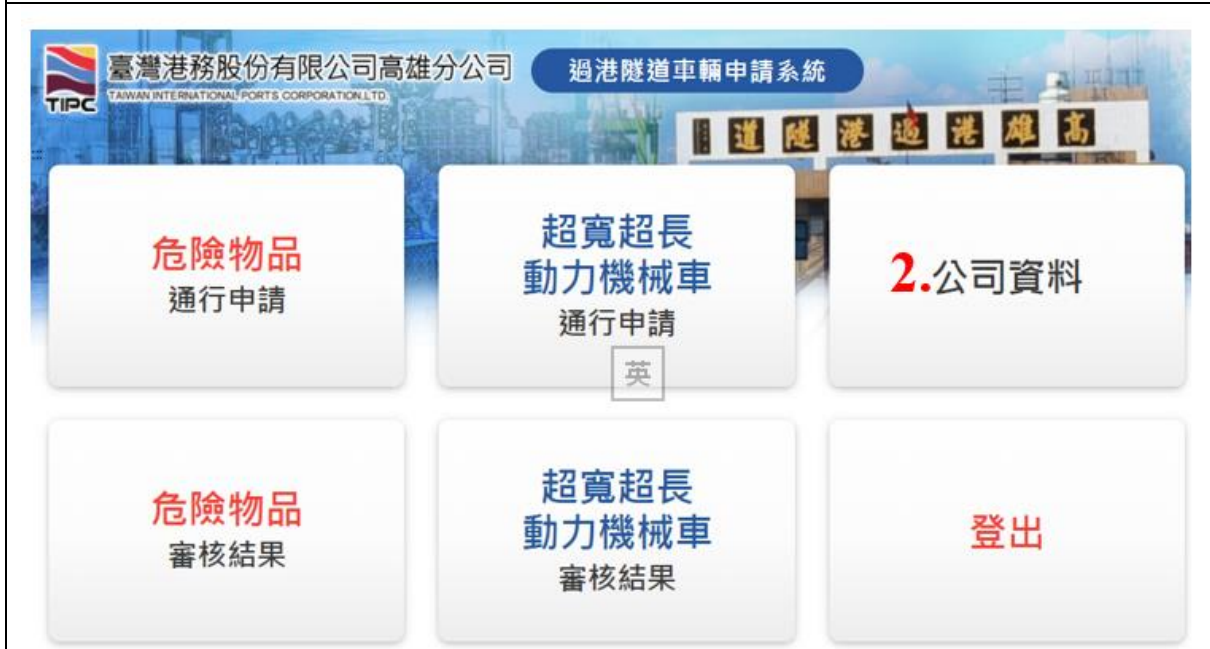 臺灣港務股份有限公司高雄分公司
TAIWAN INTERNATIONAL PORTS CORPORATION,LTD
過港隧道車輛申請系統
TIPC
道隧港過港雄高
危險物品
通行申請
超寬超長
動力機械車
通行申請
2.公司資料
英
危險物品
審核結果
超寬超長
動力機械車
審核結果
登出